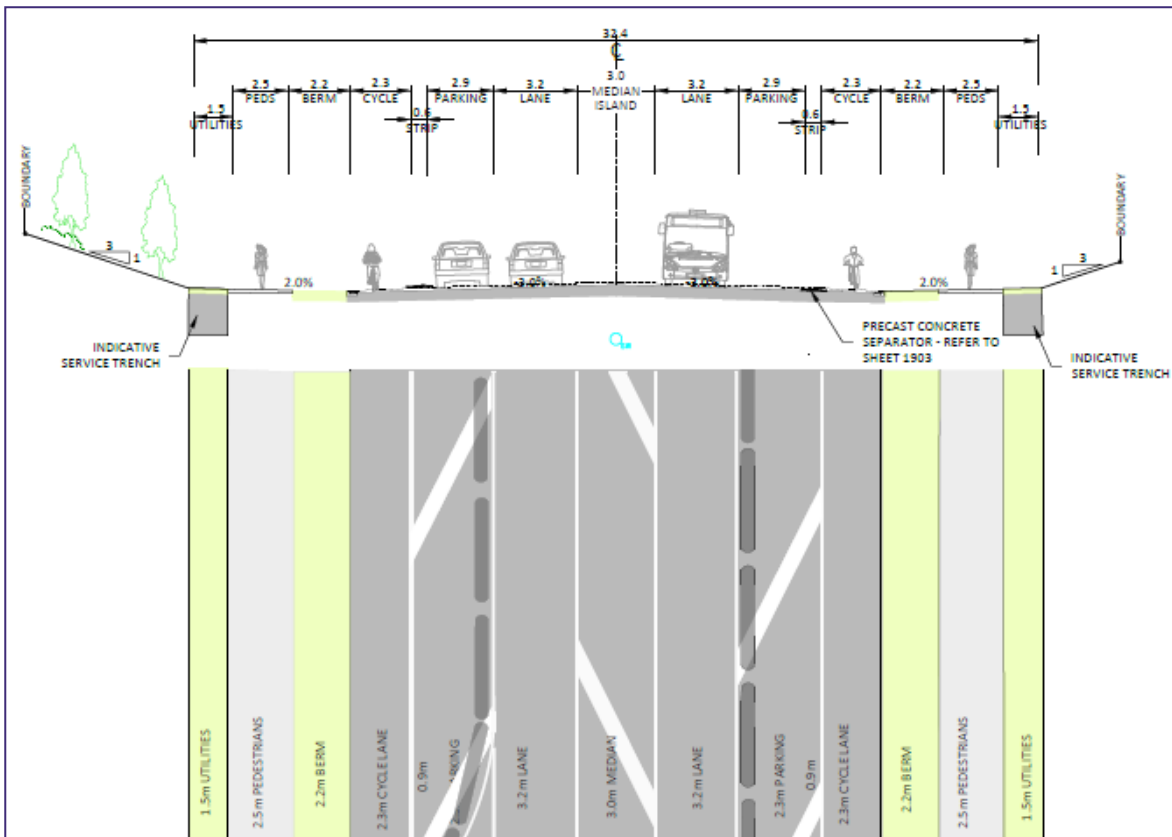 32.4
℄
2.5 2.2 2.3 2.9 3.2 3.0 3.2 2.9 2.3 2.2 2.5
PEDS BERM CYCLE PARKING LANE MEDIAN ISLAND LANE PARKING CYCLE BERM PEDS
1.5 0.6 0.6 1.5
UTILITIES STRIP STRIP UTILITIES
BOUNDARY
BOUNDARY
3
1
1
3
2.0%
3.0%
3.0%
2.0%
INDICATIVE
SERVICE TRENCH
PRECAST CONCRETE
SEPARATOR - REFER TO
SHEET 1903
INDICATIVE
SERVICE TRENCH
1.5m UTILITIES
2.5m PEDESTRIANS
2.2m BERM
2.3m CYCLE LANE
0.9m
3.2m LANE
3.0m MEDIAN
3.2m LANE
2.3m PARKING
0.9m
2.3m CYCLE LANE
2.2m BERM
2.5m PEDESTRIANS
1.5m UTILITIES